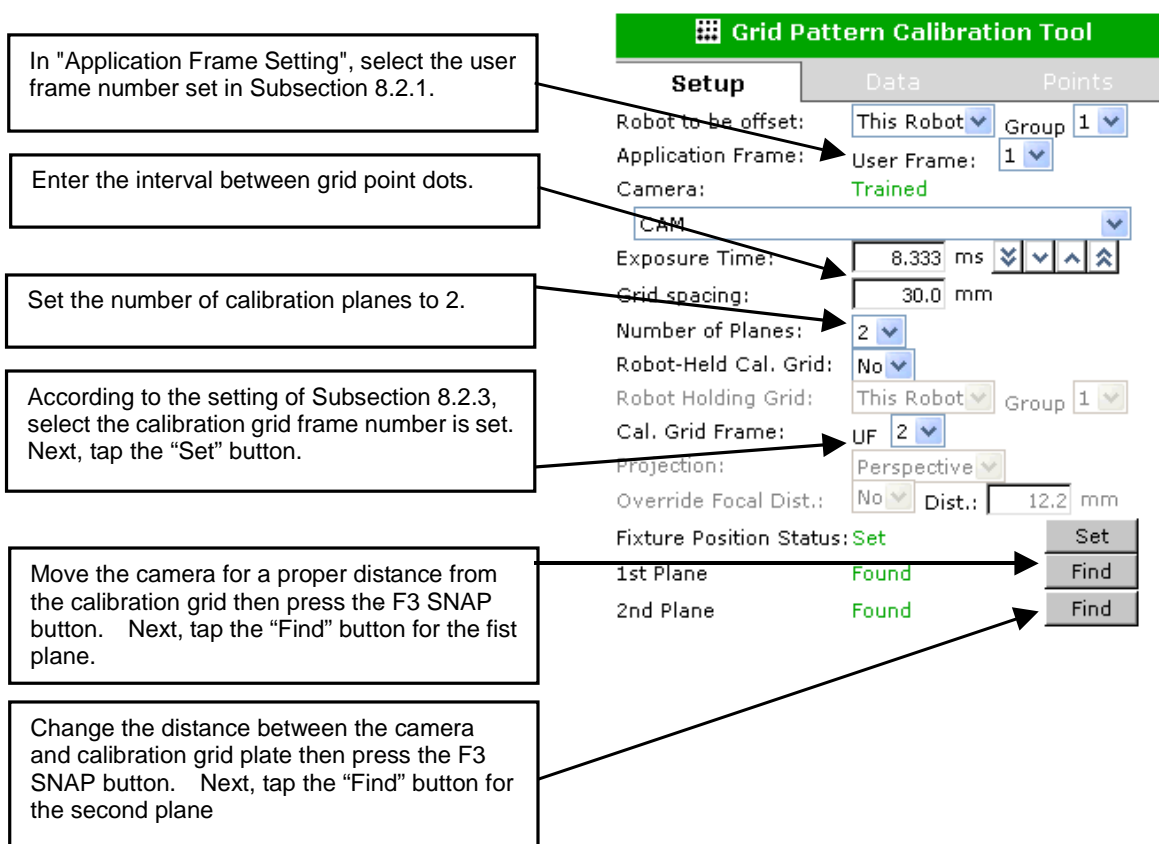 In "Application Frame Setting", select the user
frame number set in Subsection 8.2.1.
Enter the interval between grid point dots.
Set the number of calibration planes to 2.
According to the setting of Subsection 8.2.3,
select the calibration grid frame number is set.
Next, tap the “Set” button.
Move the camera for a proper distance from
the calibration grid then press the F3 SNAP
button. Next, tap the “Find” button for the fist
plane.
Change the distance between the camera
and calibration grid plate then press the F3
SNAP button. Next, tap the “Find” button for
the second plane
Grid Pattern Calibration Tool
Setup Data Points
Robot to be offset: This Robot Group 1
Application Frame: User Frame: 1
Camera: Trained
CAM
Exposure Time: 8.333 ms
Grid spacing: 30.0 mm
Number of Planes: 2
Robot-Held Cal. Grid: No
Robot Holding Grid: This Robot Group 1
Cal. Grid Frame: UF 2
Projection: Perspective
Override Focal Dist.: No Dist.: 12.2 mm
Fixture Position Status: Set Set
1st Plane Found Find
2nd Plane Found Find